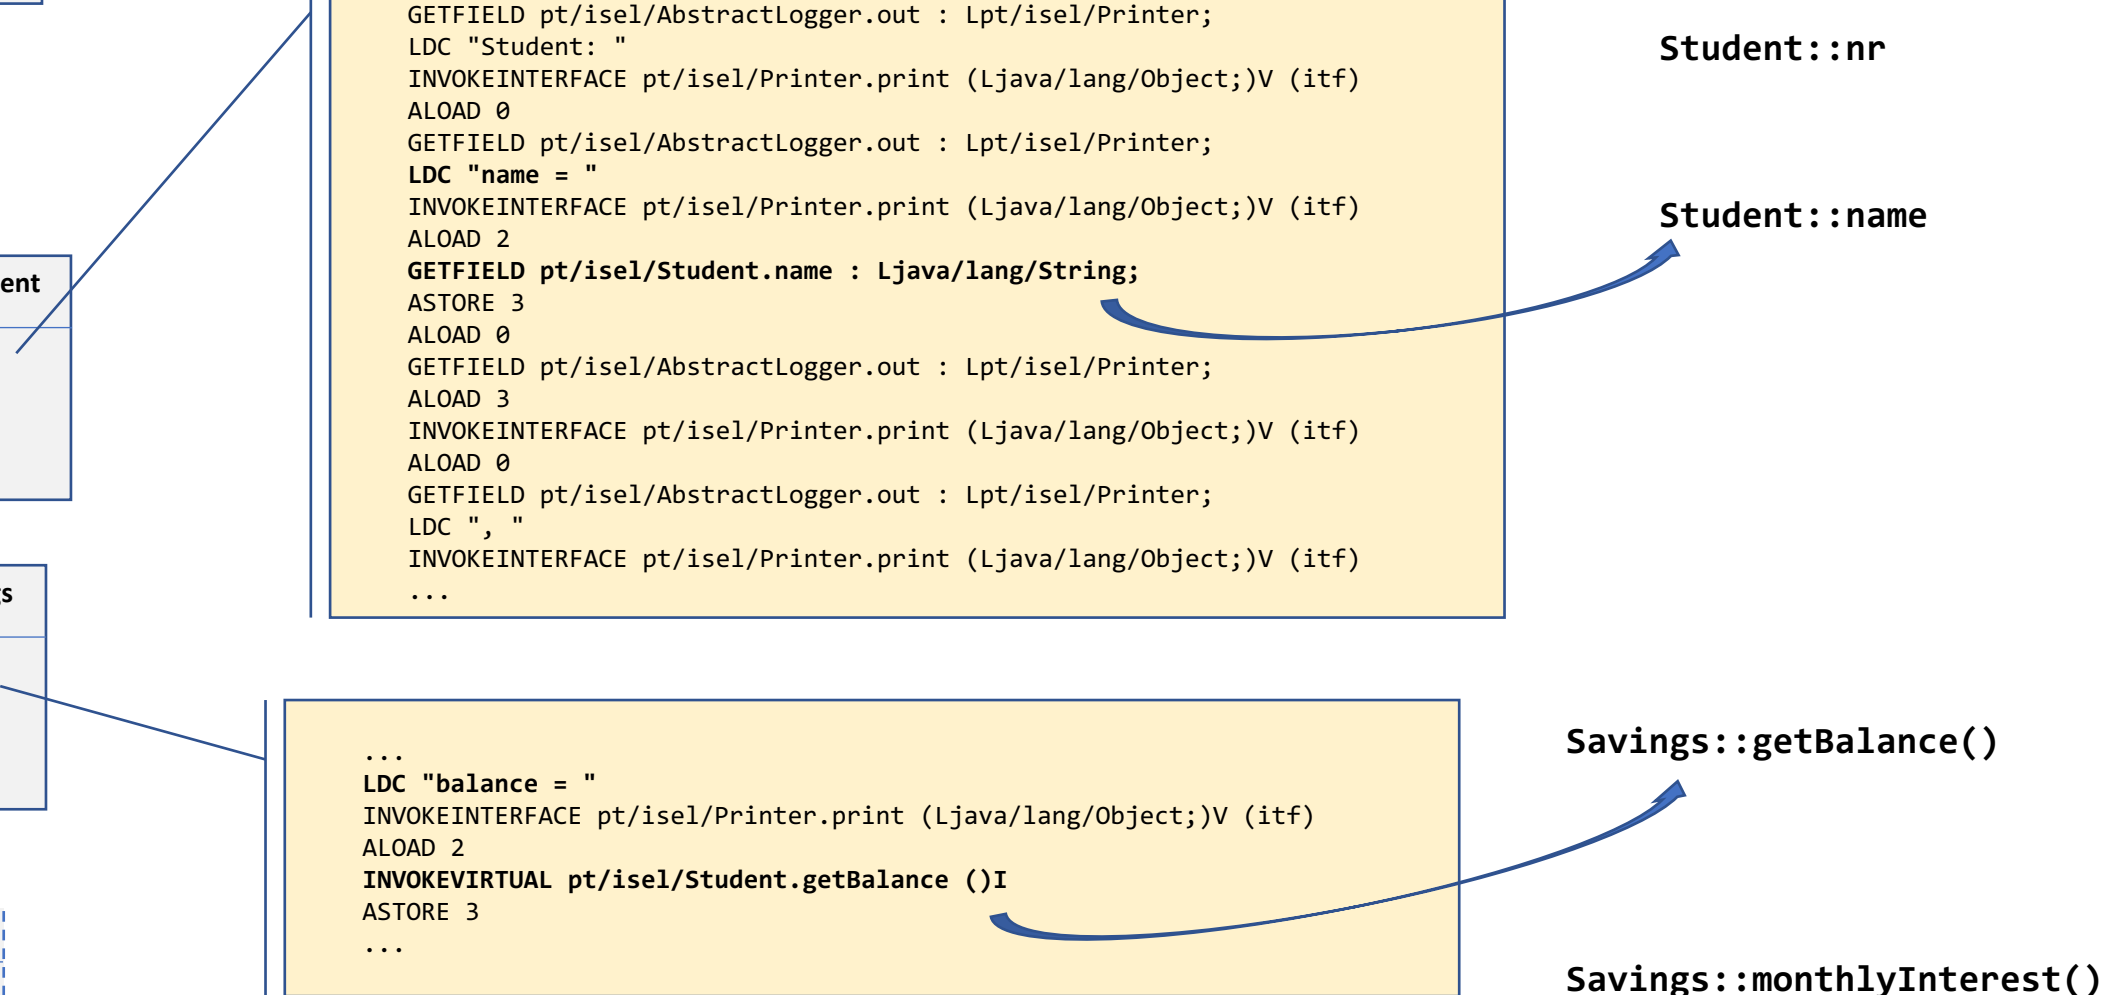 GETFIELD pt/isel/AbstractLogger.out : Lpt/isel/Printer;
LDC "Student: "
INVOKEINTERFACE pt/isel/Printer.print (Ljava/lang/Object;)V (itf)
ALOAD 0
GETFIELD pt/isel/AbstractLogger.out : Lpt/isel/Printer;
LDC "name = "
INVOKEINTERFACE pt/isel/Printer.print (Ljava/lang/Object;)V (itf)
ALOAD 2
GETFIELD pt/isel/Student.name : Ljava/lang/String;
ASTORE 3
ALOAD 0
GETFIELD pt/isel/AbstractLogger.out : Lpt/isel/Printer;
ALOAD 3
INVOKEINTERFACE pt/isel/Printer.print (Ljava/lang/Object;)V (itf)
ALOAD 0
GETFIELD pt/isel/AbstractLogger.out : Lpt/isel/Printer;
LDC ", "
INVOKEINTERFACE pt/isel/Printer.print (Ljava/lang/Object;)V (itf)
...
Student::nr
Student::name
ent
...
LDC "balance = "
INVOKEINTERFACE pt/isel/Printer.print (Ljava/lang/Object;)V (itf)
ALOAD 2
INVOKEVIRTUAL pt/isel/Student.getBalance ()I
ASTORE 3
...
Savings::getBalance()
Savings::monthlyInterest()